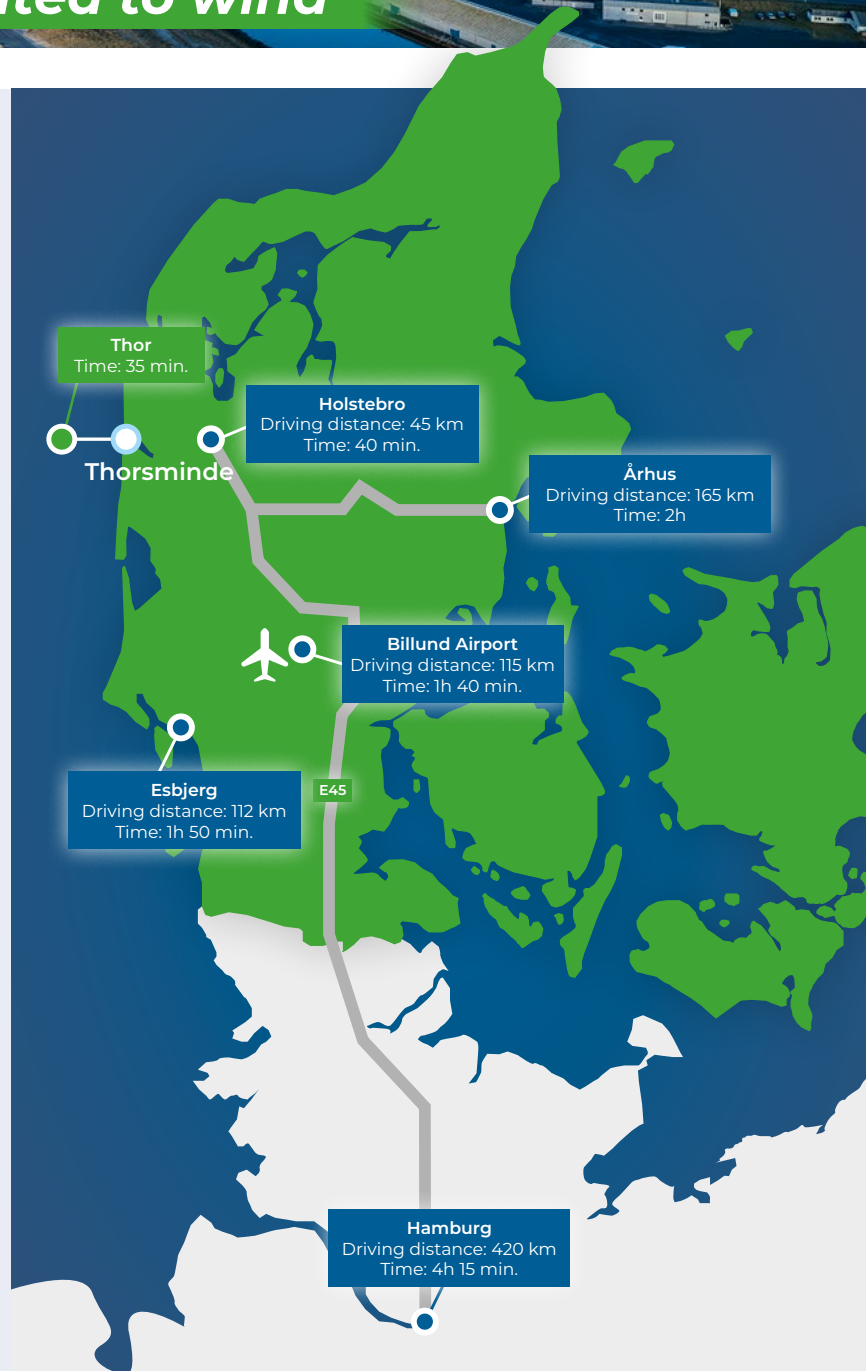 to wind
Thor
Time: 35 min.
Holstebro
Driving distance: 45 km
Time: 40 min.
Thorsminde
Århus
Driving distance: 165 km
Time: 2h
Billund Airport
Driving distance: 115 km
Time: 1h 40 min.
Esbjerg
Driving distance: 112 km
Time: 1h 50 min.
E45
Hamburg
Driving distance: 420 km
Time: 4h 15 min.